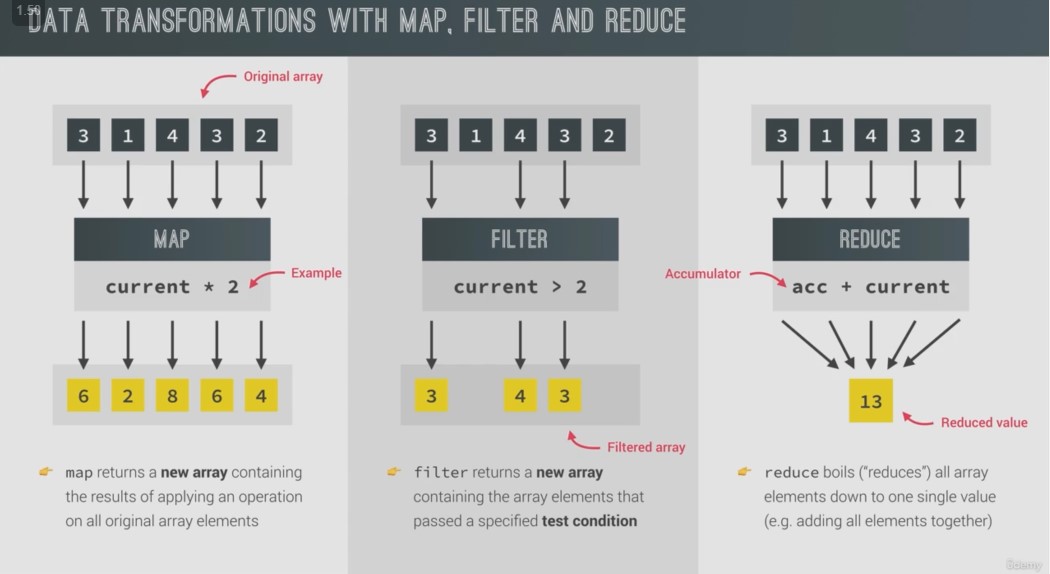 DATA TRANSFORMATIONS WITH MAP, FILTER AND REDUCE
Original array
3 1 4 3 2
MAP
current * 2
Example
6 2 8 6 4
👉 map returns a new array containing
the results of applying an operation
on all original array elements
3 1 4 3 2
FILTER
current > 2
3 4 3
Filtered array
👉 filter returns a new array
containing the array elements that
passed a specified test condition
3 1 4 3 2
REDUCE
Accumulator
acc + current
13
Reduced value
👉 reduce boils ("reduces") all array
elements down to one single value
(e.g. adding all elements together)
ûdemy